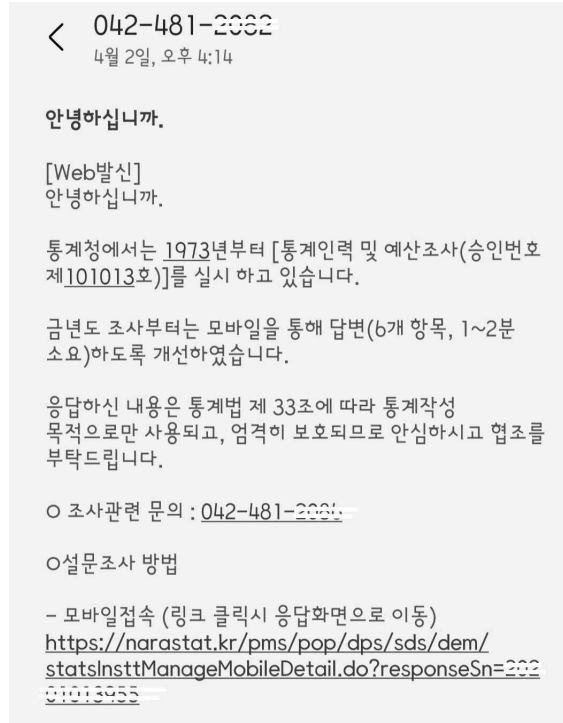 042-481-
4월 2일, 오후 4:14
안녕하십니까.
[Web발신]
안녕하십니까.
통계청에서는 1973년부터 [통계인력 및 예산조사(승인번호
제101013호)]를 실시 하고 있습니다.
금년도 조사부터는 모바일을 통해 답변(6개 항목, 1~2분
소요)하도록 개선하였습니다.
응답하신 내용은 통계법 제 33조에 따라 통계작성
목적으로만 사용되고, 엄격히 보호되므로 안심하시고 협조를
부탁드립니다.
○ 조사관련 문의 : 042-481-
○설문조사 방법
- 모바일접속 (링크 클릭시 응답화면으로 이동)
https://narastat.kr/pms/pop/dps/sds/dem/
statsInsttManageMobileDetail.do?responseSn=